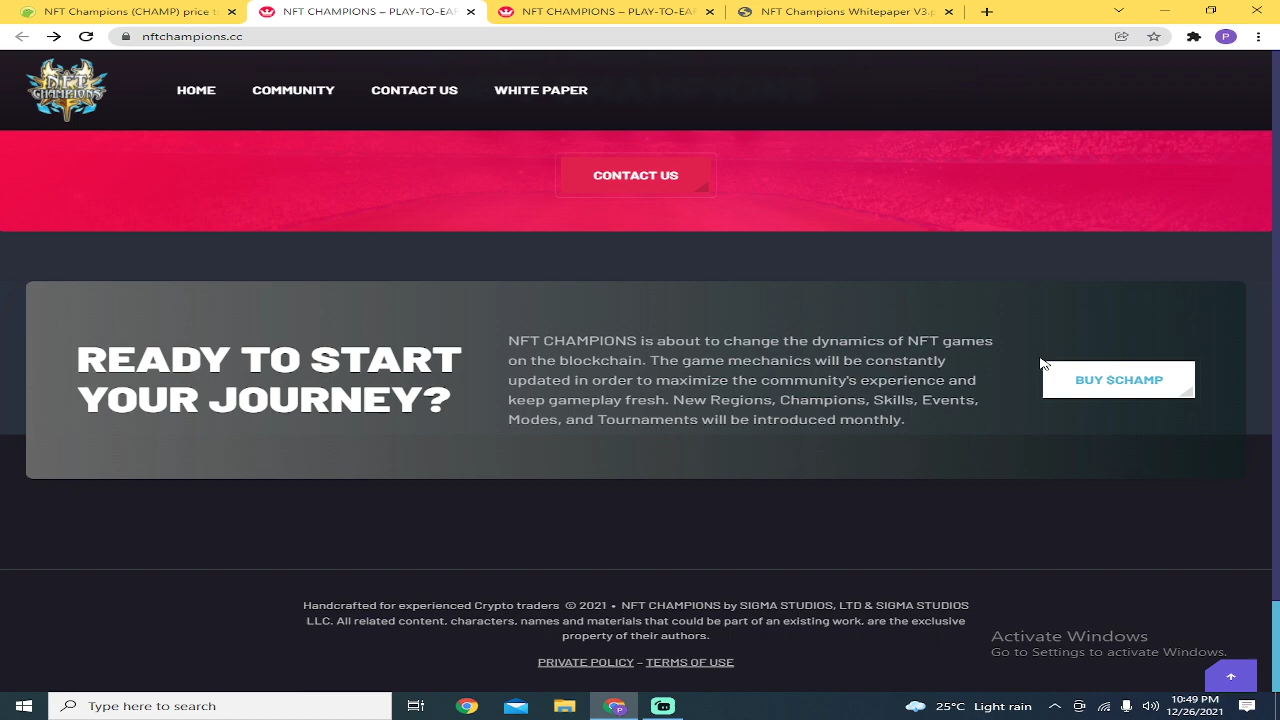 NFT Champions (CHAMP) price t
NFT CHAMPIONS – PLAY-TO-EAR
NFT CHAMPIONS – PLAY-TO-EAR
NFT Champions Whitepaper V3.p
nftchampions.cc
P
NFT
CHAMPIONS
HOME
COMMUNITY
CONTACT US
WHITE PAPER
CONTACT US
READY TO START
YOUR JOURNEY?
NFT CHAMPIONS is about to change the dynamics of NFT games
on the blockchain. The game mechanics will be constantly
updated in order to maximize the community's experience and
keep gameplay fresh. New Regions, Champions, Skills, Events,
Modes, and Tournaments will be introduced monthly.
BUY $CHAMP
Handcrafted for experienced Crypto traders © 2021 • NFT CHAMPIONS by SIGMA STUDIOS, LTD & SIGMA STUDIOS
LLC. All related content, characters, names and materials that could be part of an existing work, are the exclusive
property of their authors.
PRIVATE POLICY – TERMS OF USE
Activate Windows
Go to Settings to activate Windows.
Type here to search
25°C Light rain
10:49 PM
12/26/2021